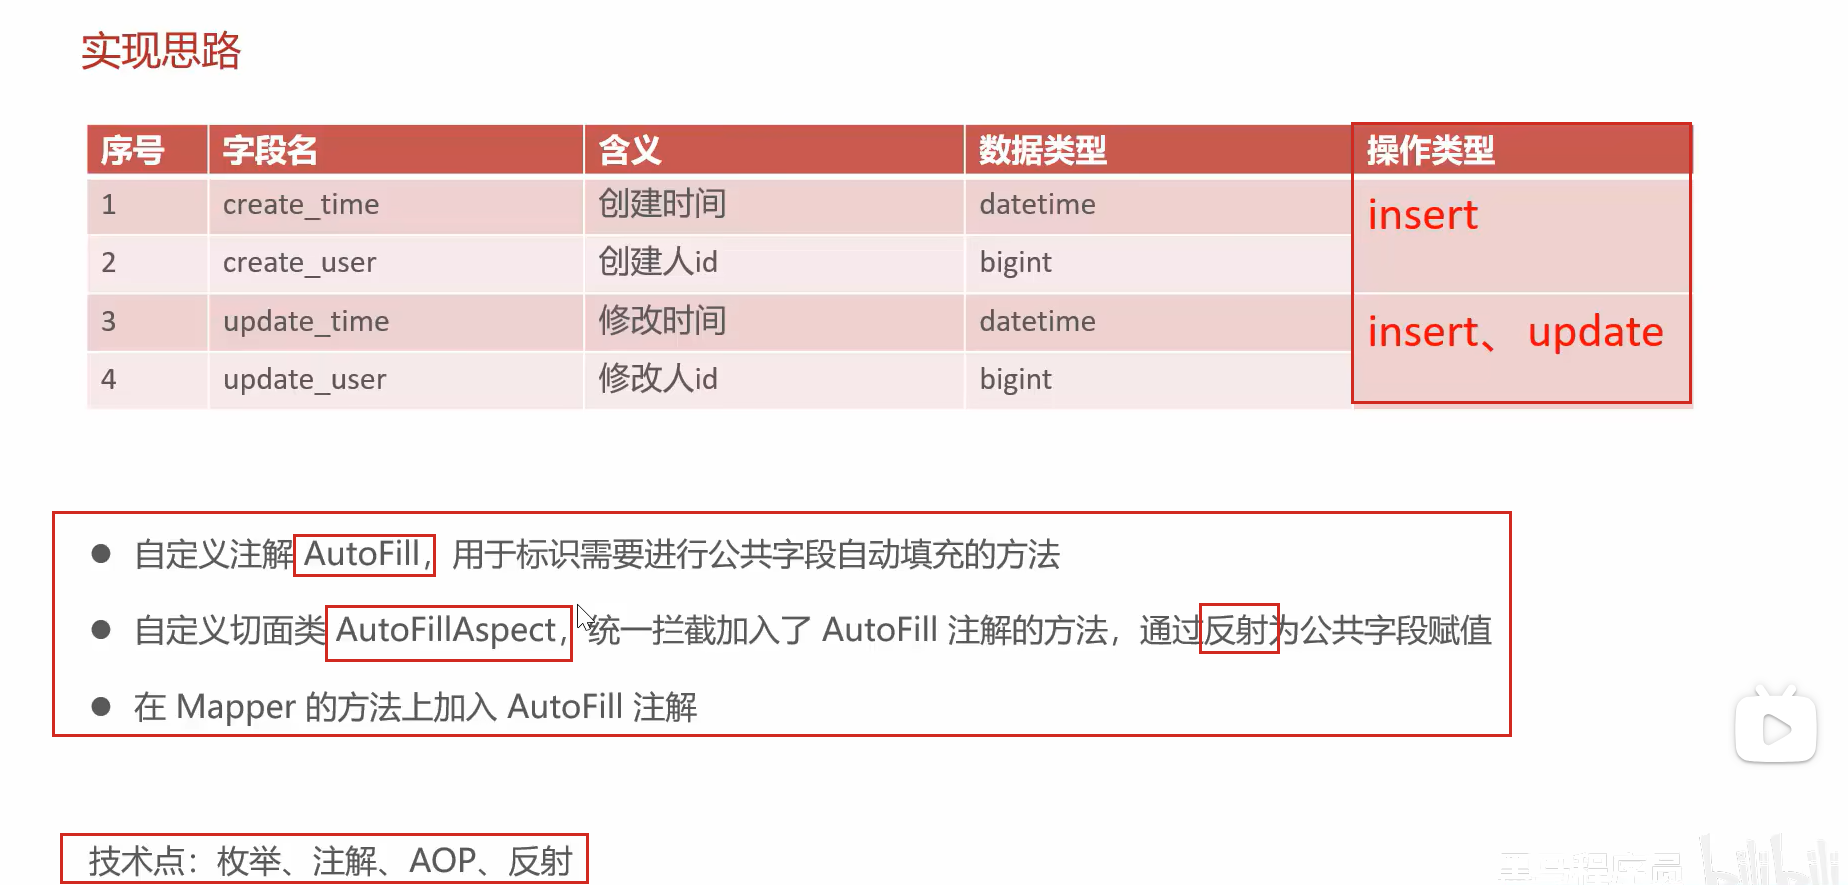 实现思路
序号 字段名 含义 数据类型 操作类型
1 create_time 创建时间 datetime insert
2 create_user 创建人id bigint
3 update_time 修改时间 datetime insert、update
4 update_user 修改人id bigint
● 自定义注解 AutoFill，用于标识需要进行公共字段自动填充的方法
● 自定义切面类 AutoFillAspect，统一拦截加入了 AutoFill 注解的方法，通过反射为公共字段赋值
● 在 Mapper 的方法上加入 AutoFill 注解
技术点：枚举、注解、AOP、反射
黑马程序员 bilibili